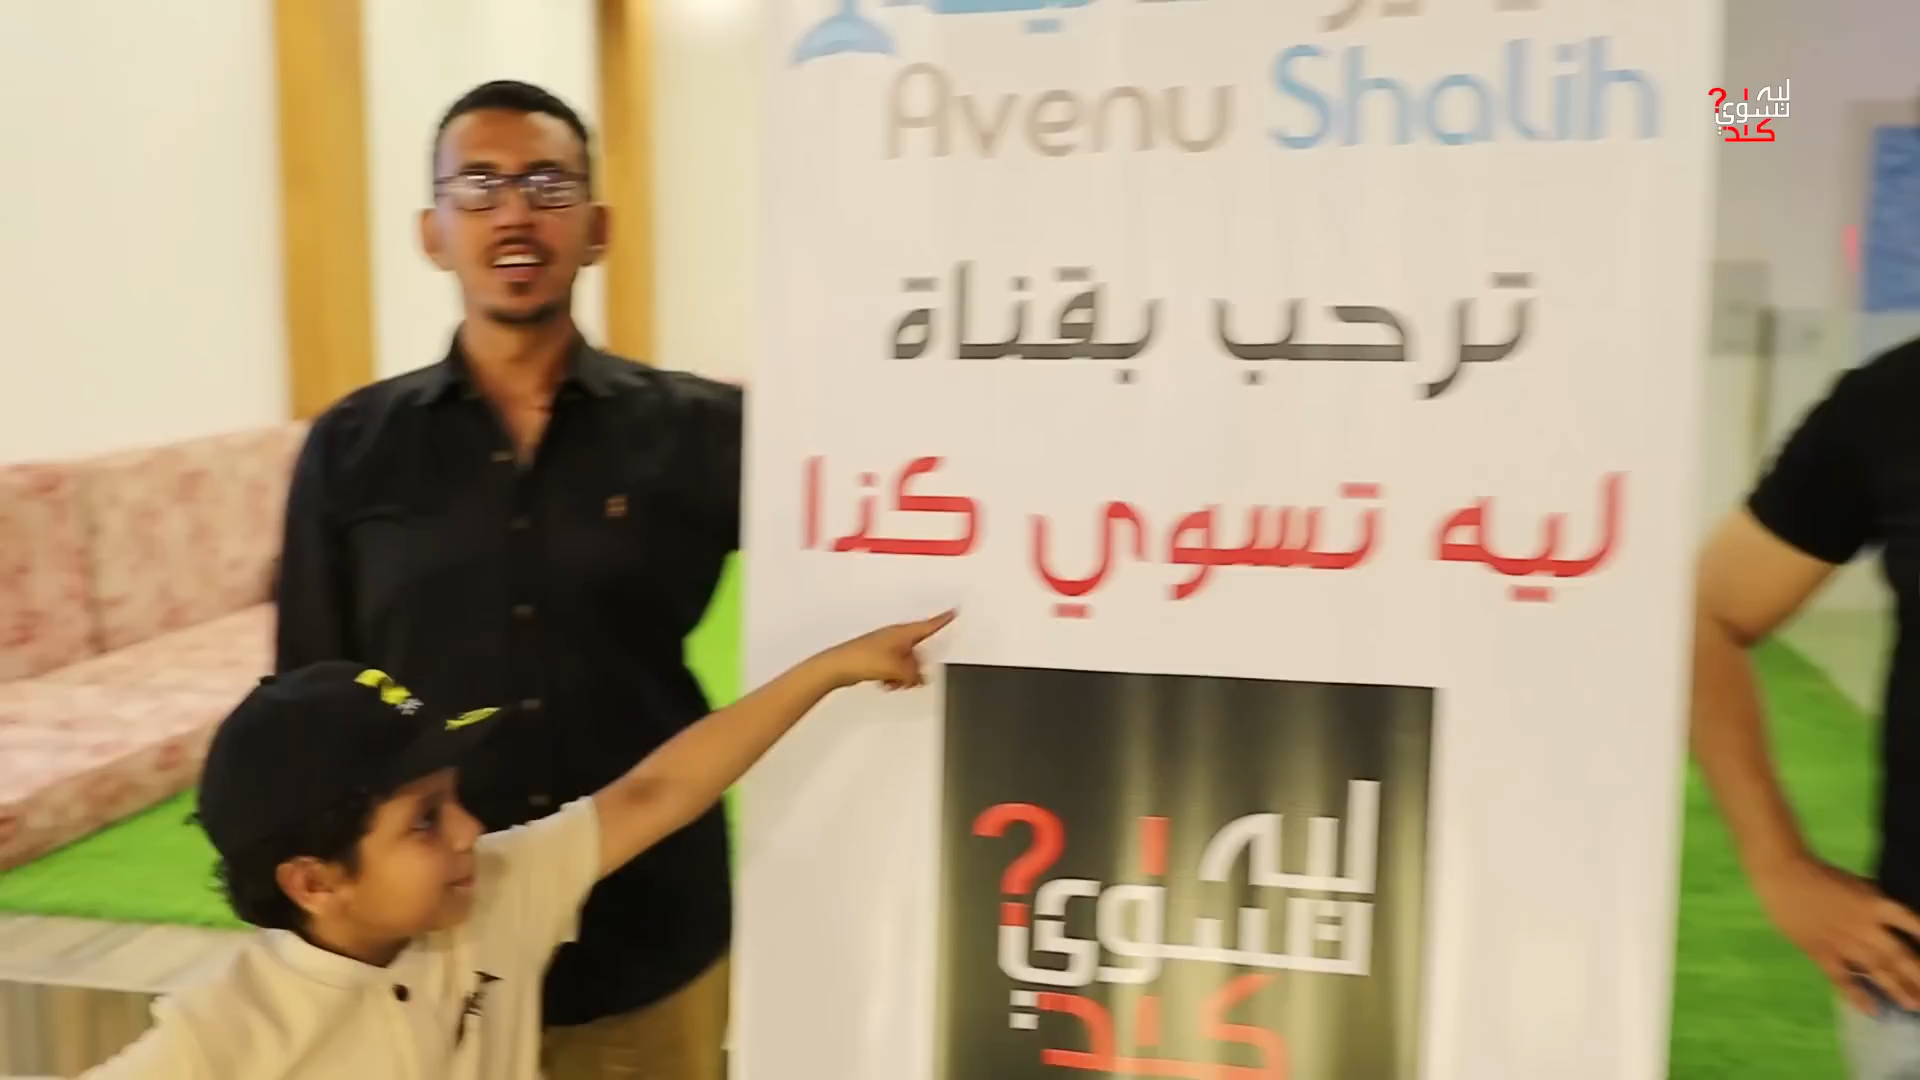 Avenu Shalih
ترحب بقناة
ليه تسوي كذا
ليه
تسوي
كذا؟
ليه
تسوي
كذا؟